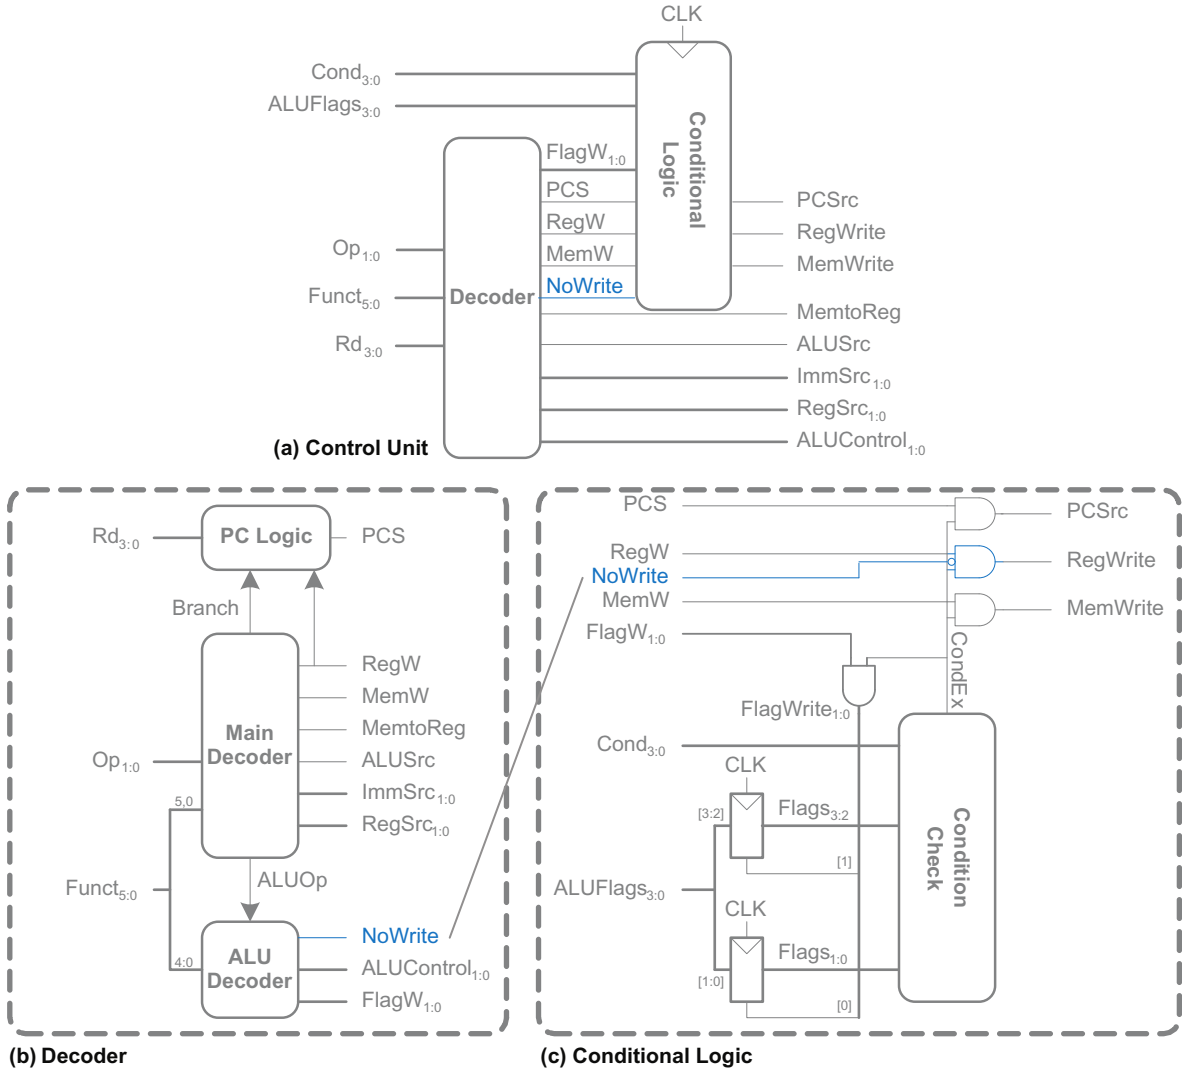 CLK
Cond3:0
ALUFlags3:0
Conditional
Logic
FlagW1:0
PCS
PCSrc
RegW
RegWrite
Op1:0
MemW
MemWrite
NoWrite
Funct5:0
Decoder
MemtoReg
Rd3:0
ALUSrc
ImmSrc1:0
RegSrc1:0
ALUControl1:0
(a) Control Unit
Rd3:0
PC Logic
PCS
Branch
RegW
MemW
Main
Decoder
MemtoReg
Op1:0
ALUSrc
5,0
ImmSrc1:0
RegSrc1:0
Funct5:0
ALUOp
NoWrite
4:0
ALU
Decoder
ALUControl1:0
FlagW1:0
(b) Decoder
PCS
PCSrc
RegW
RegWrite
NoWrite
MemW
MemWrite
FlagW1:0
CondEx
FlagWrite1:0
Cond3:0
CLK
[3:2]
Flags3:2
Condition
Check
[1]
ALUFlags3:0
CLK
Flags1:0
[1:0]
[0]
(c) Conditional Logic